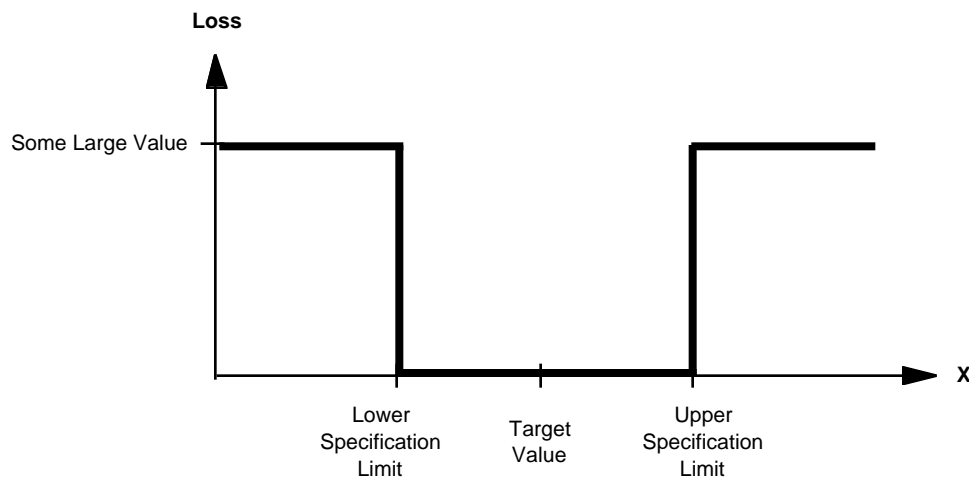 Loss
Some Large Value
X
Lower
Specification
Limit
Target
Value
Upper
Specification
Limit